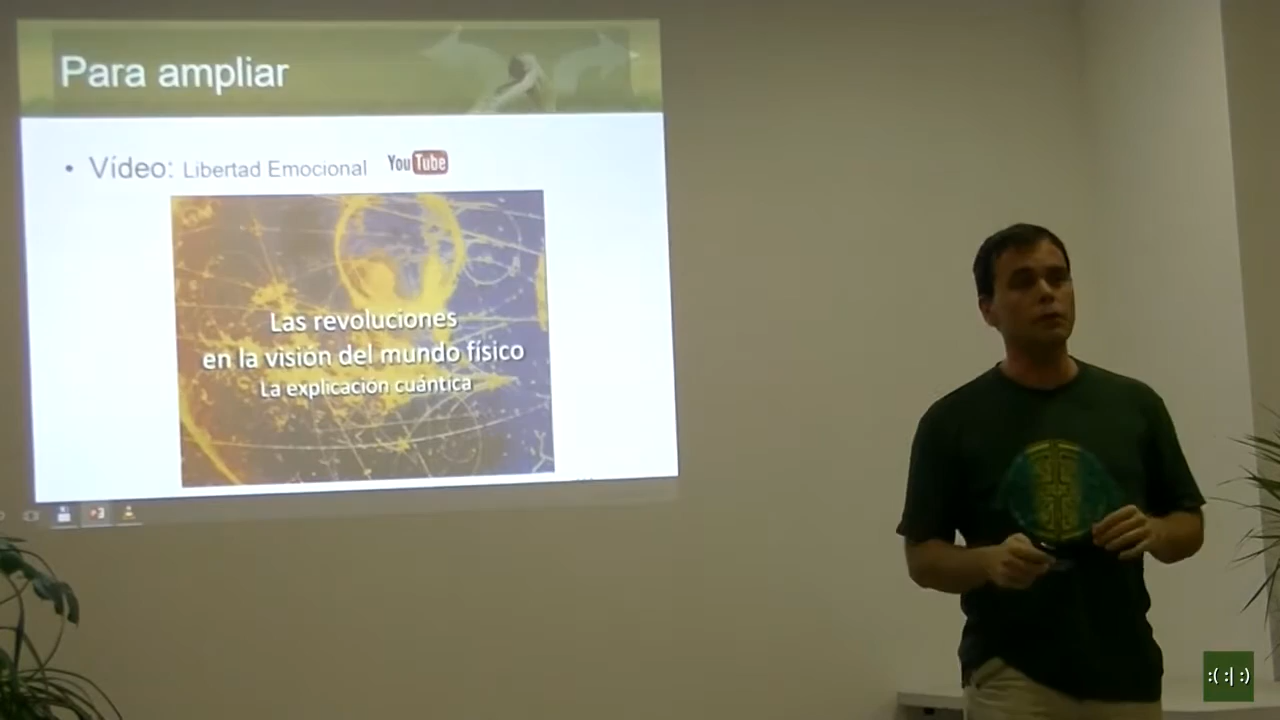 Para ampliar
• Vídeo: Libertad Emocional YouTube
Las revoluciones
en la visión del mundo físico
La explicación cuántica
:( :| :)